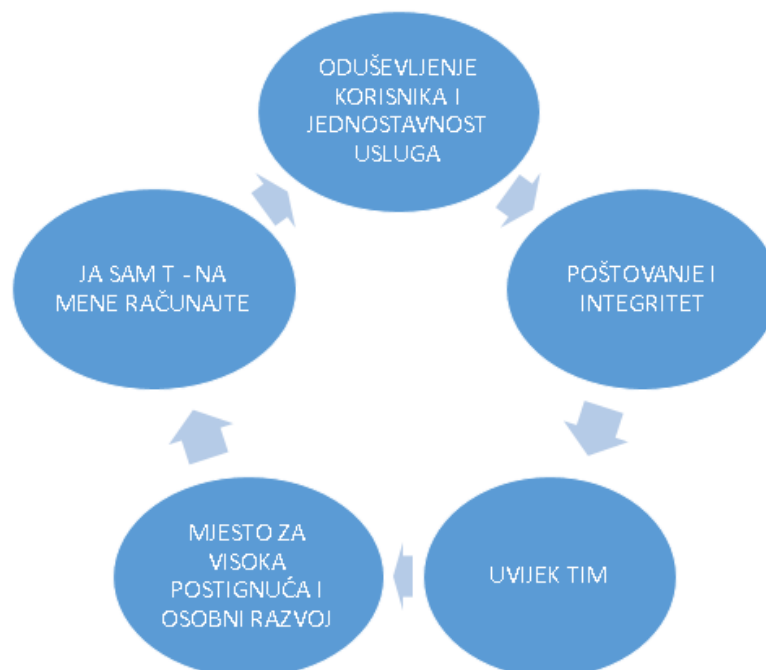 ODUŠEVLJENJE
KORISNIKA I
JEDNOSTAVNOST
USLUGA
POŠTOVANJE I
INTEGRITET
UVIJEK TIM
MJESTO ZA
VISOKA
POSTIGNUĆA I
OSOBNI RAZVOJ
JA SAM T - NA
MENE RAČUNAJTE